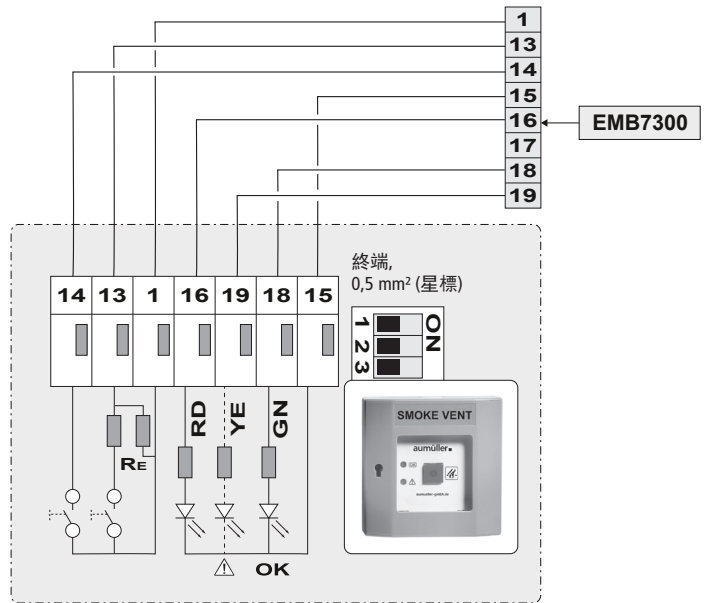 1
13
14
15
16
17
18
19
EMB7300
終端,
0,5 mm² (星標)
14 13 1 16 19 18 15
1
2
3
ON
RD
YE
GN
RE
OK
SMOKE VENT
aumüller
OK